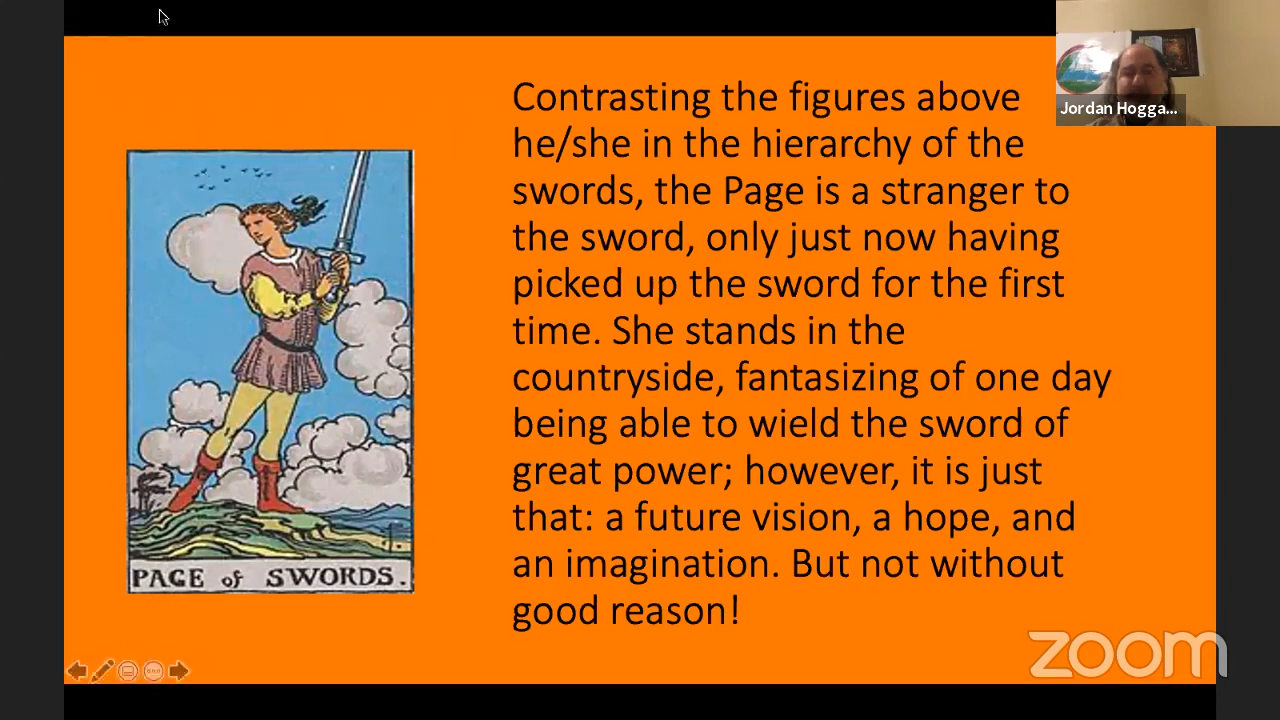 Contrasting the figures above
he/she in the hierarchy of the
swords, the Page is a stranger to
the sword, only just now having
picked up the sword for the first
time. She stands in the
countryside, fantasizing of one day
being able to wield the sword of
great power; however, it is just
that: a future vision, a hope, and
an imagination. But not without
good reason!
PAGE of SWORDS.
Jordan Hogga...
zoom